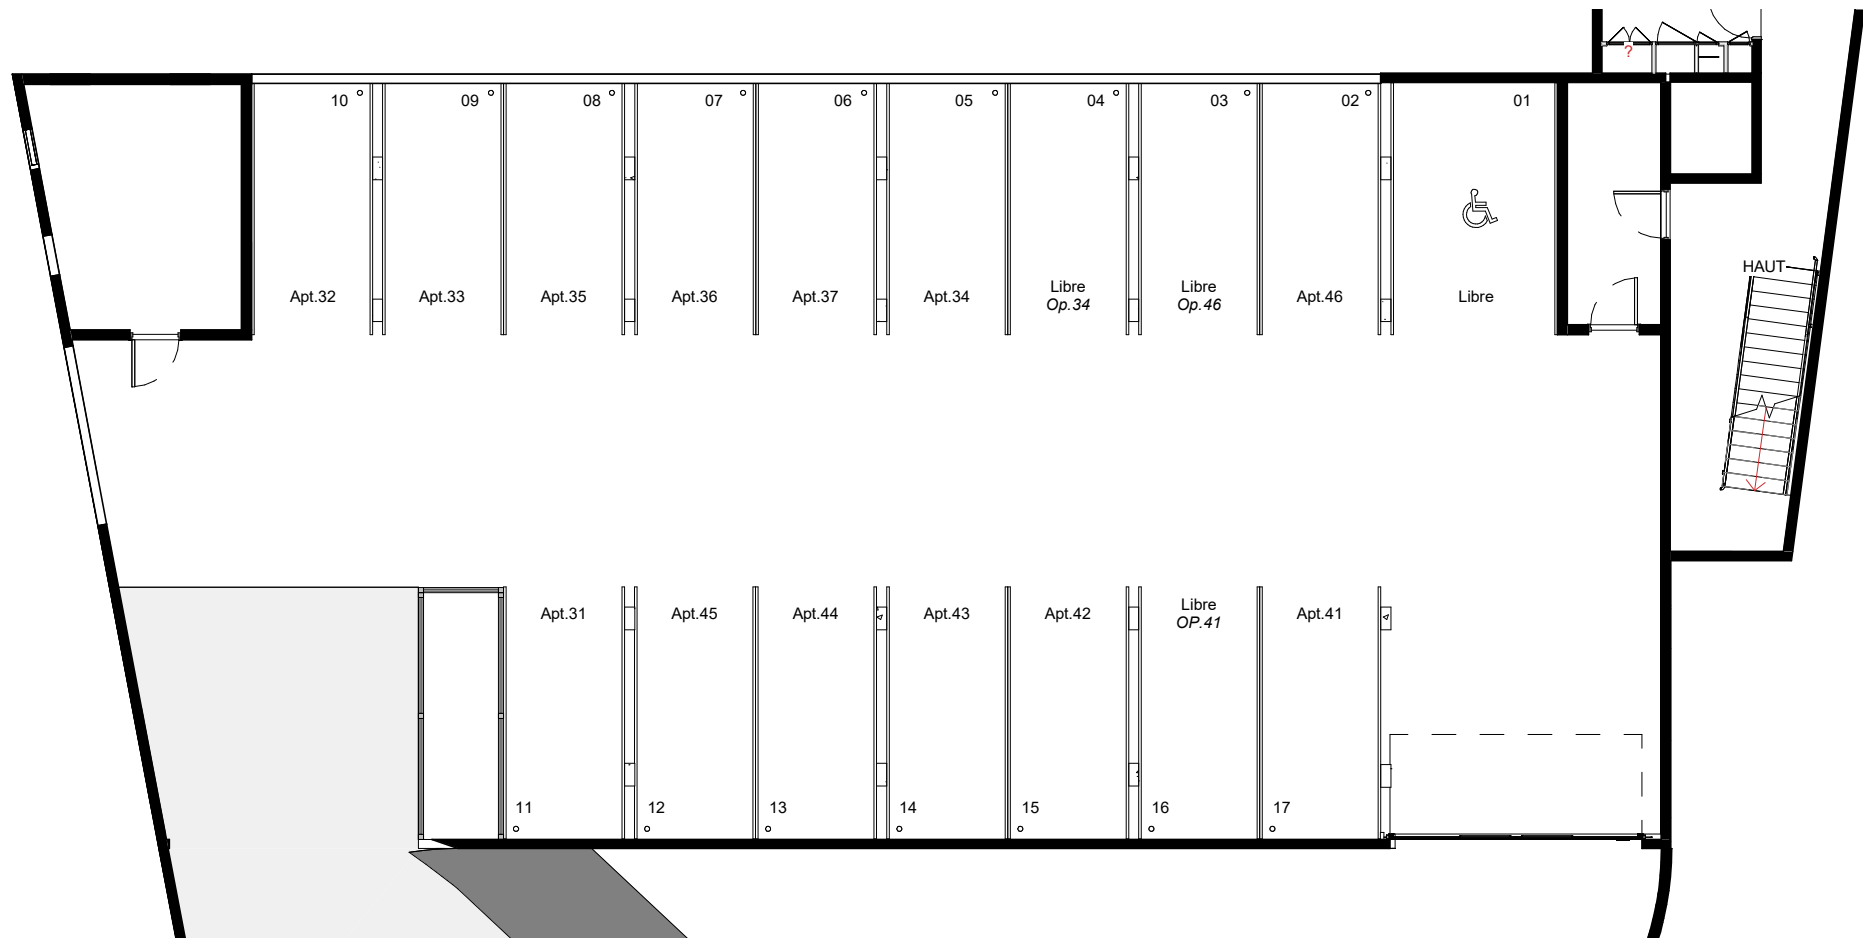 ?
10
09
08
07
06
05
04
03
02
01
HAUT
Apt.32
Apt.33
Apt.35
Apt.36
Apt.37
Apt.34
Libre
Op.34
Libre
Op.46
Apt.46
Libre
Apt.31
Apt.45
Apt.44
Apt.43
Apt.42
Libre
OP.41
Apt.41
11
12
13
14
15
16
17